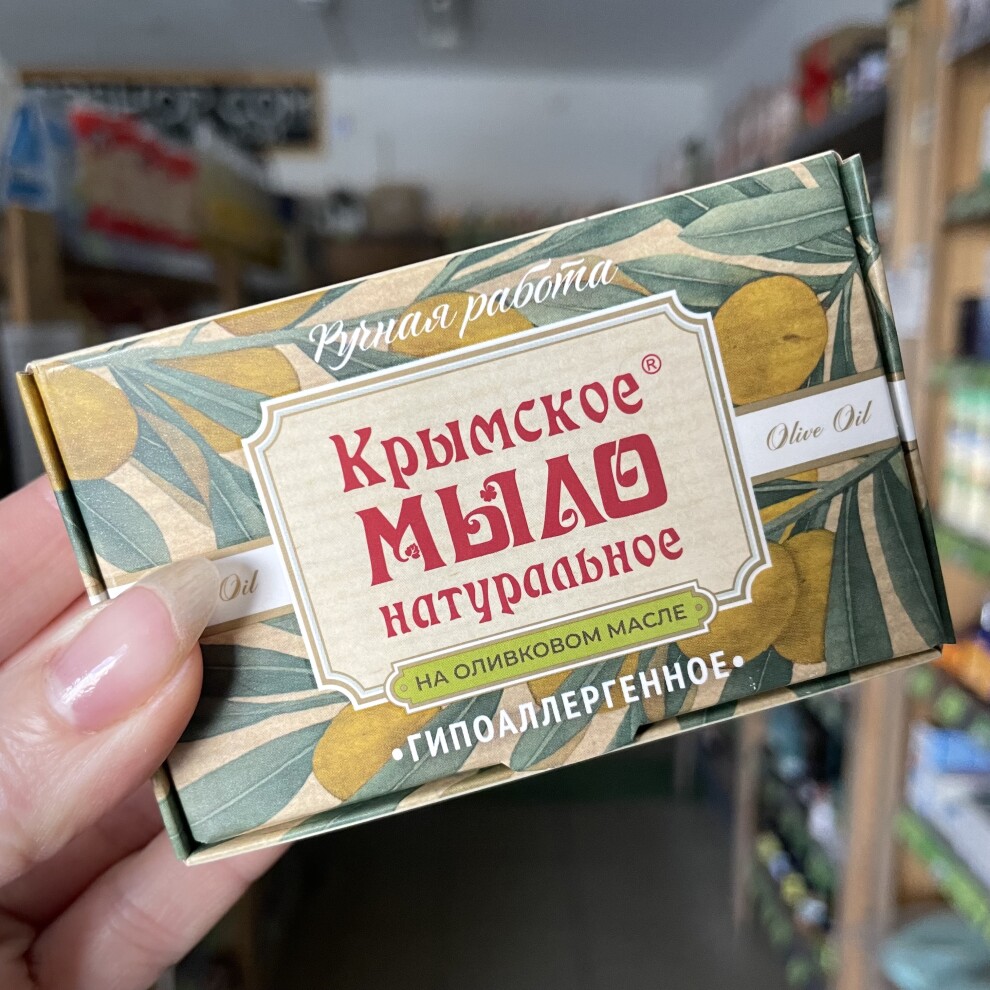 Ручная работа
Крымское®
МЫЛО
натуральное
НА ОЛИВКОВОМ МАСЛЕ
•ГИПОАЛЛЕРГЕННОЕ•
Olive Oil
Oil